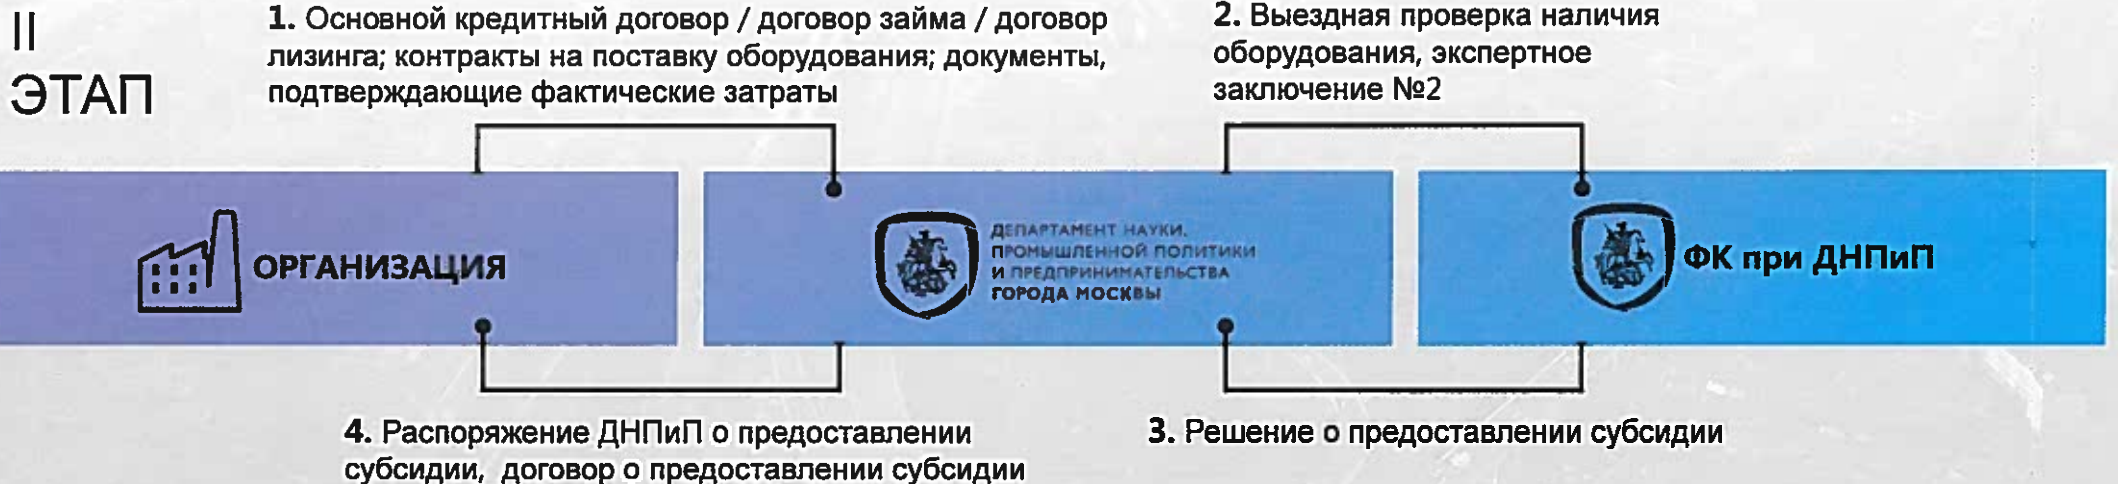 II
ЭТАП
1. Основной кредитный договор / договор займа / договор
лизинга; контракты на поставку оборудования; документы,
подтверждающие фактические затраты
2. Выездная проверка наличия
оборудования, экспертное
заключение №2
ОРГАНИЗАЦИЯ
ДЕПАРТАМЕНТ НАУКИ,
ПРОМЫШЛЕННОЙ ПОЛИТИКИ
И ПРЕДПРИНИМАТЕЛЬСТВА
ГОРОДА МОСКВЫ
ФК при ДНПиП
4. Распоряжение ДНПиП о предоставлении
субсидии, договор о предоставлении субсидии
3. Решение о предоставлении субсидии